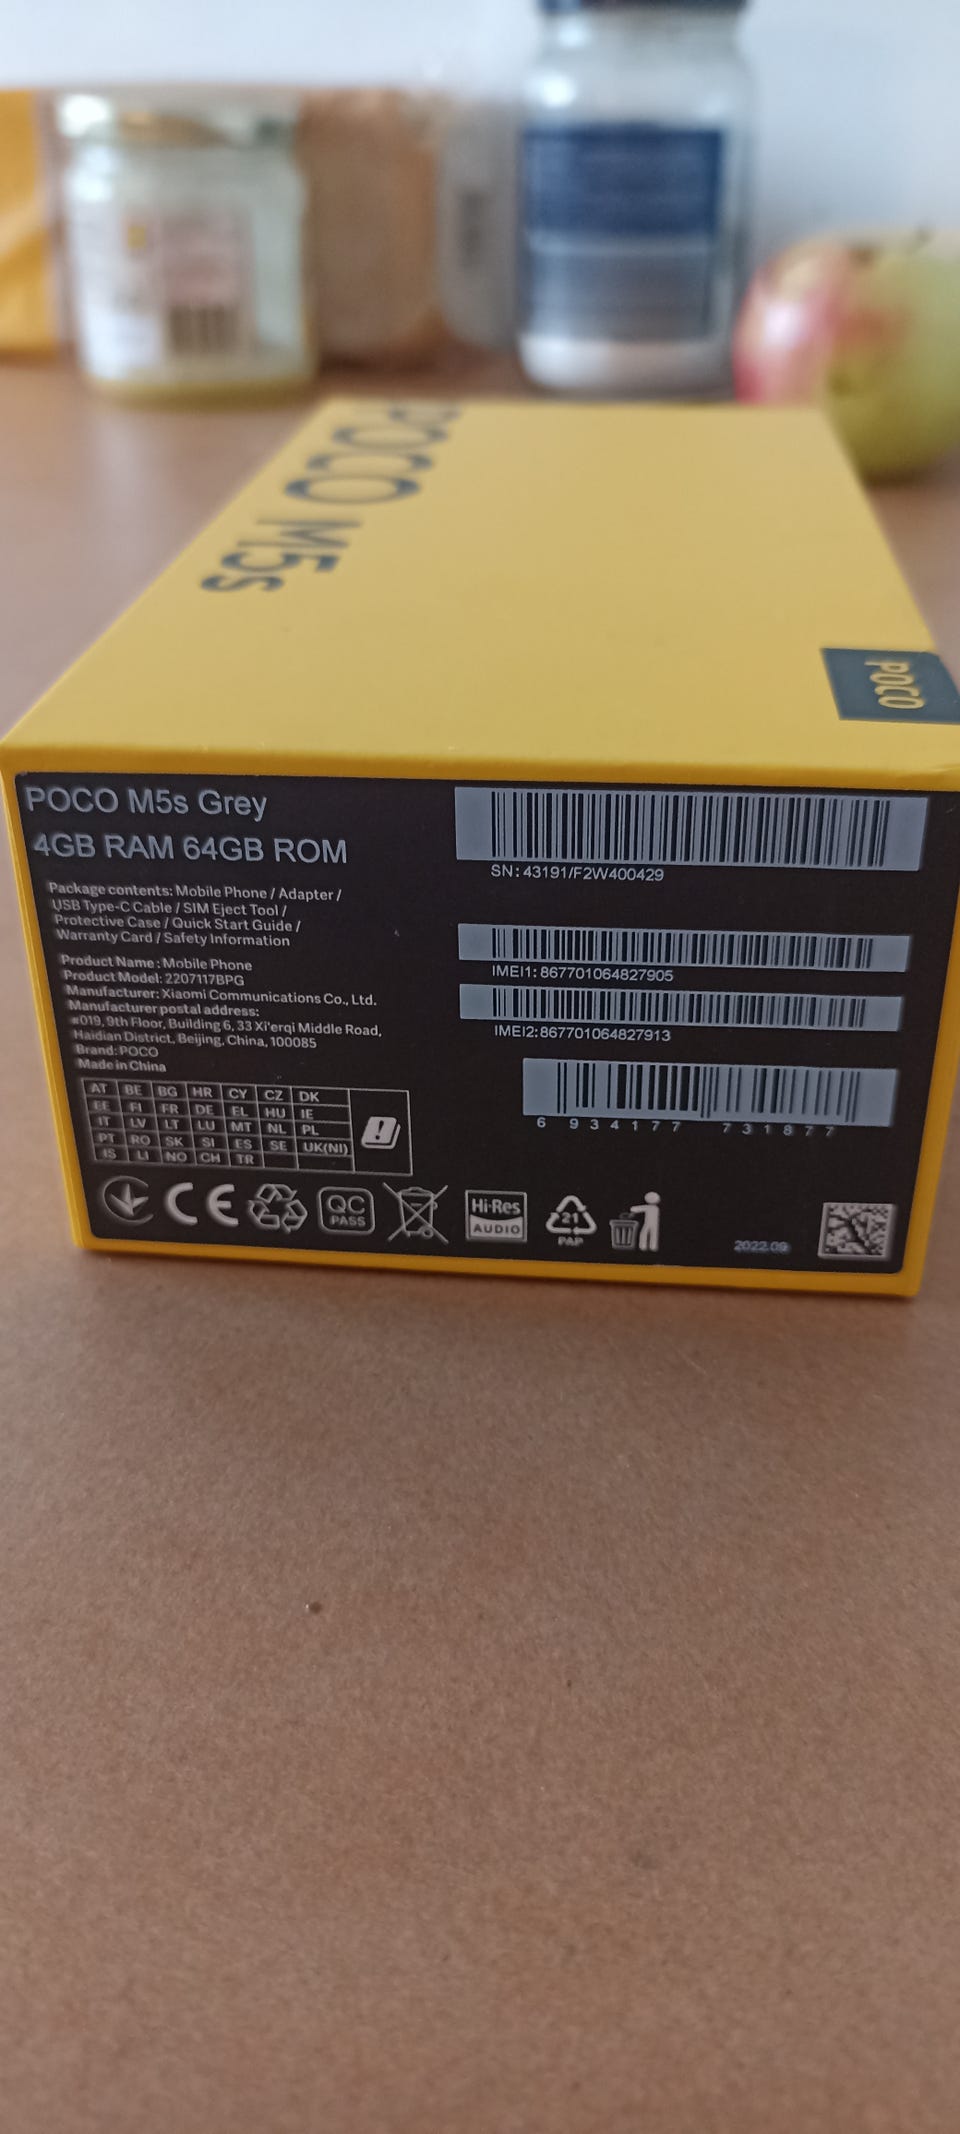 POCO M5s
POCO
POCO M5s Grey
4GB RAM 64GB ROM
Package contents: Mobile Phone / Adapter /
USB Type-C Cable / SIM Eject Tool /
Protective Case / Quick Start Guide /
Warranty Card / Safety Information
Product Name: Mobile Phone
Product Model: 2207117BPG
Manufacturer: Xiaomi Communications Co., Ltd.
Manufacturer postal address:
#019, 9th Floor, Building 6, 33 Xi'erqi Middle Road,
Haidian District, Beijing, China, 100085
Brand: POCO
Made in China
AT BE BG HR CY CZ DK
EE FI FR DE EL HU IE
IT LV LT LU MT NL PL
PT RO SK SI ES SE UK(NI)
IS LI NO CH TR
SN: 43191/F2W400429
IMEI1: 867701064827905
IMEI2: 867701064827913
6 934177 731877
CE
QC
PASS
Hi-Res
AUDIO
21
PAP
2022.09